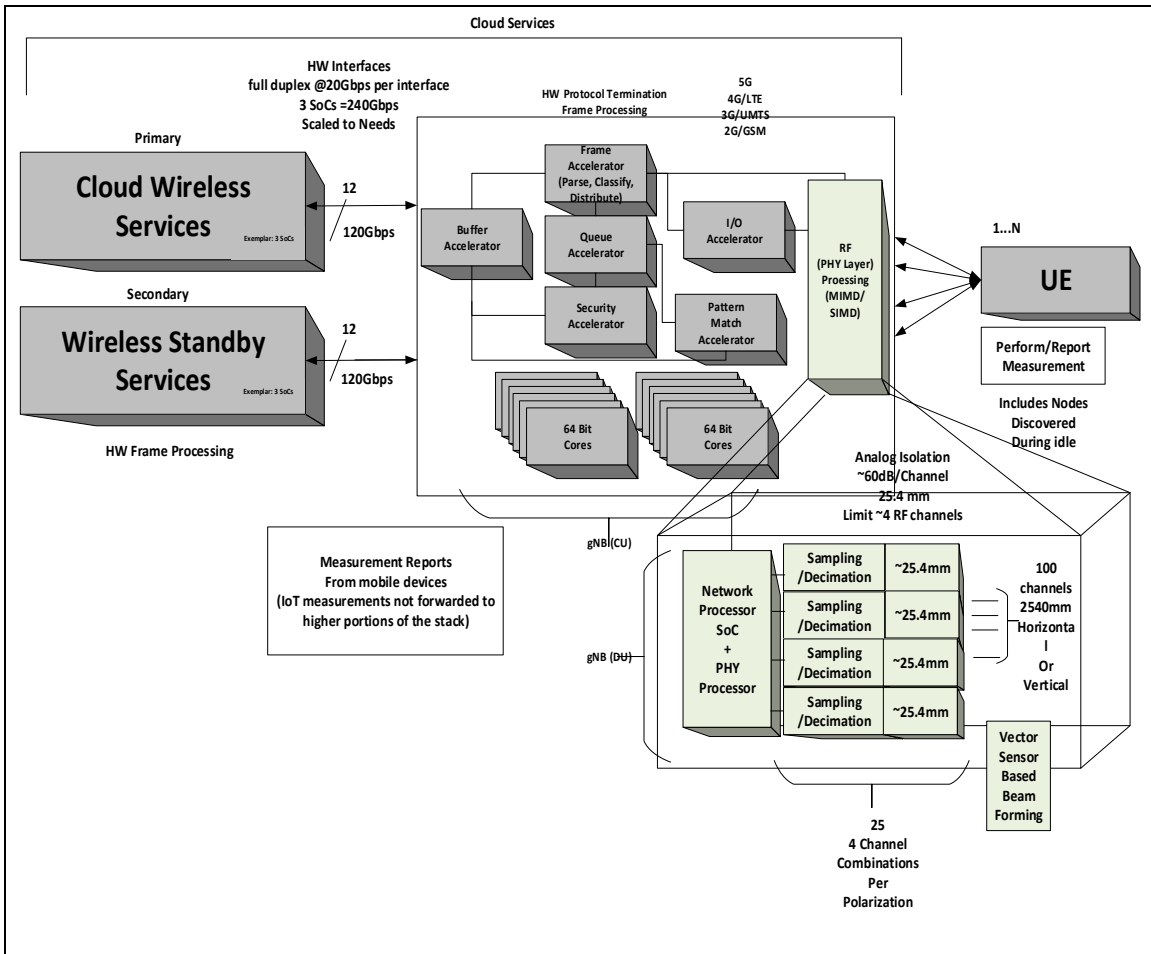 Cloud Services
HW Interfaces
full duplex @20Gbps per interface
3 SoCs =240Gbps
Scaled to Needs
HW Protocol Termination
Frame Processing
5G
4G/LTE
3G/UMTS
2G/GSM
Primary
Cloud Wireless
Services
Exemplar: 3 SoCs
12
120Gbps
Secondary
Wireless Standby
Services
Exemplar: 3 SoCs
12
120Gbps
HW Frame Processing
Frame
Accelerator
(Parse, Classify,
Distribute)
Buffer
Accelerator
Queue
Accelerator
I/O
Accelerator
Security
Accelerator
Pattern
Match
Accelerator
64 Bit
Cores
64 Bit
Cores
RF
(PHY Layer)
Proessing
(MIMD/
SIMD)
1...N
UE
Perform/Report
Measurement
Includes Nodes
Discovered
During idle
Analog Isolation
~60dB/Channel
25.4 mm
Limit ~4 RF channels
gNB (CU)
Measurement Reports
From mobile devices
(IoT measurements not forwarded to
higher portions of the stack)
gNB (DU)
Network
Processor
SoC
+
PHY
Processor
Sampling
/Decimation
~25.4mm
Sampling
/Decimation
~25.4mm
Sampling
/Decimation
~25.4mm
Sampling
/Decimation
~25.4mm
100
channels
2540mm
Horizonta
l
Or
Vertical
Vector
Sensor
Based
Beam
Forming
25
4 Channel
Combinations
Per
Polarization